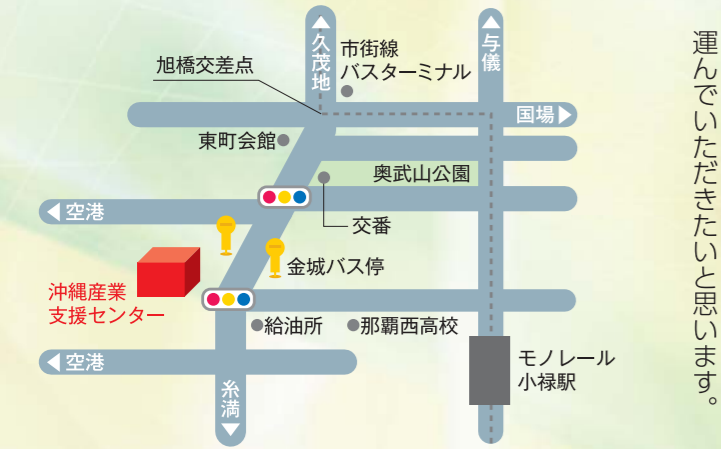 運んでいただきたいと思います。
久茂地
与儀
市街線
バスターミナル
旭橋交差点
国場
東町会館
奥武山公園
空港
交番
金城バス停
沖縄産業
支援センター
給油所
那覇西高校
空港
モノレール
小禄駅
糸満